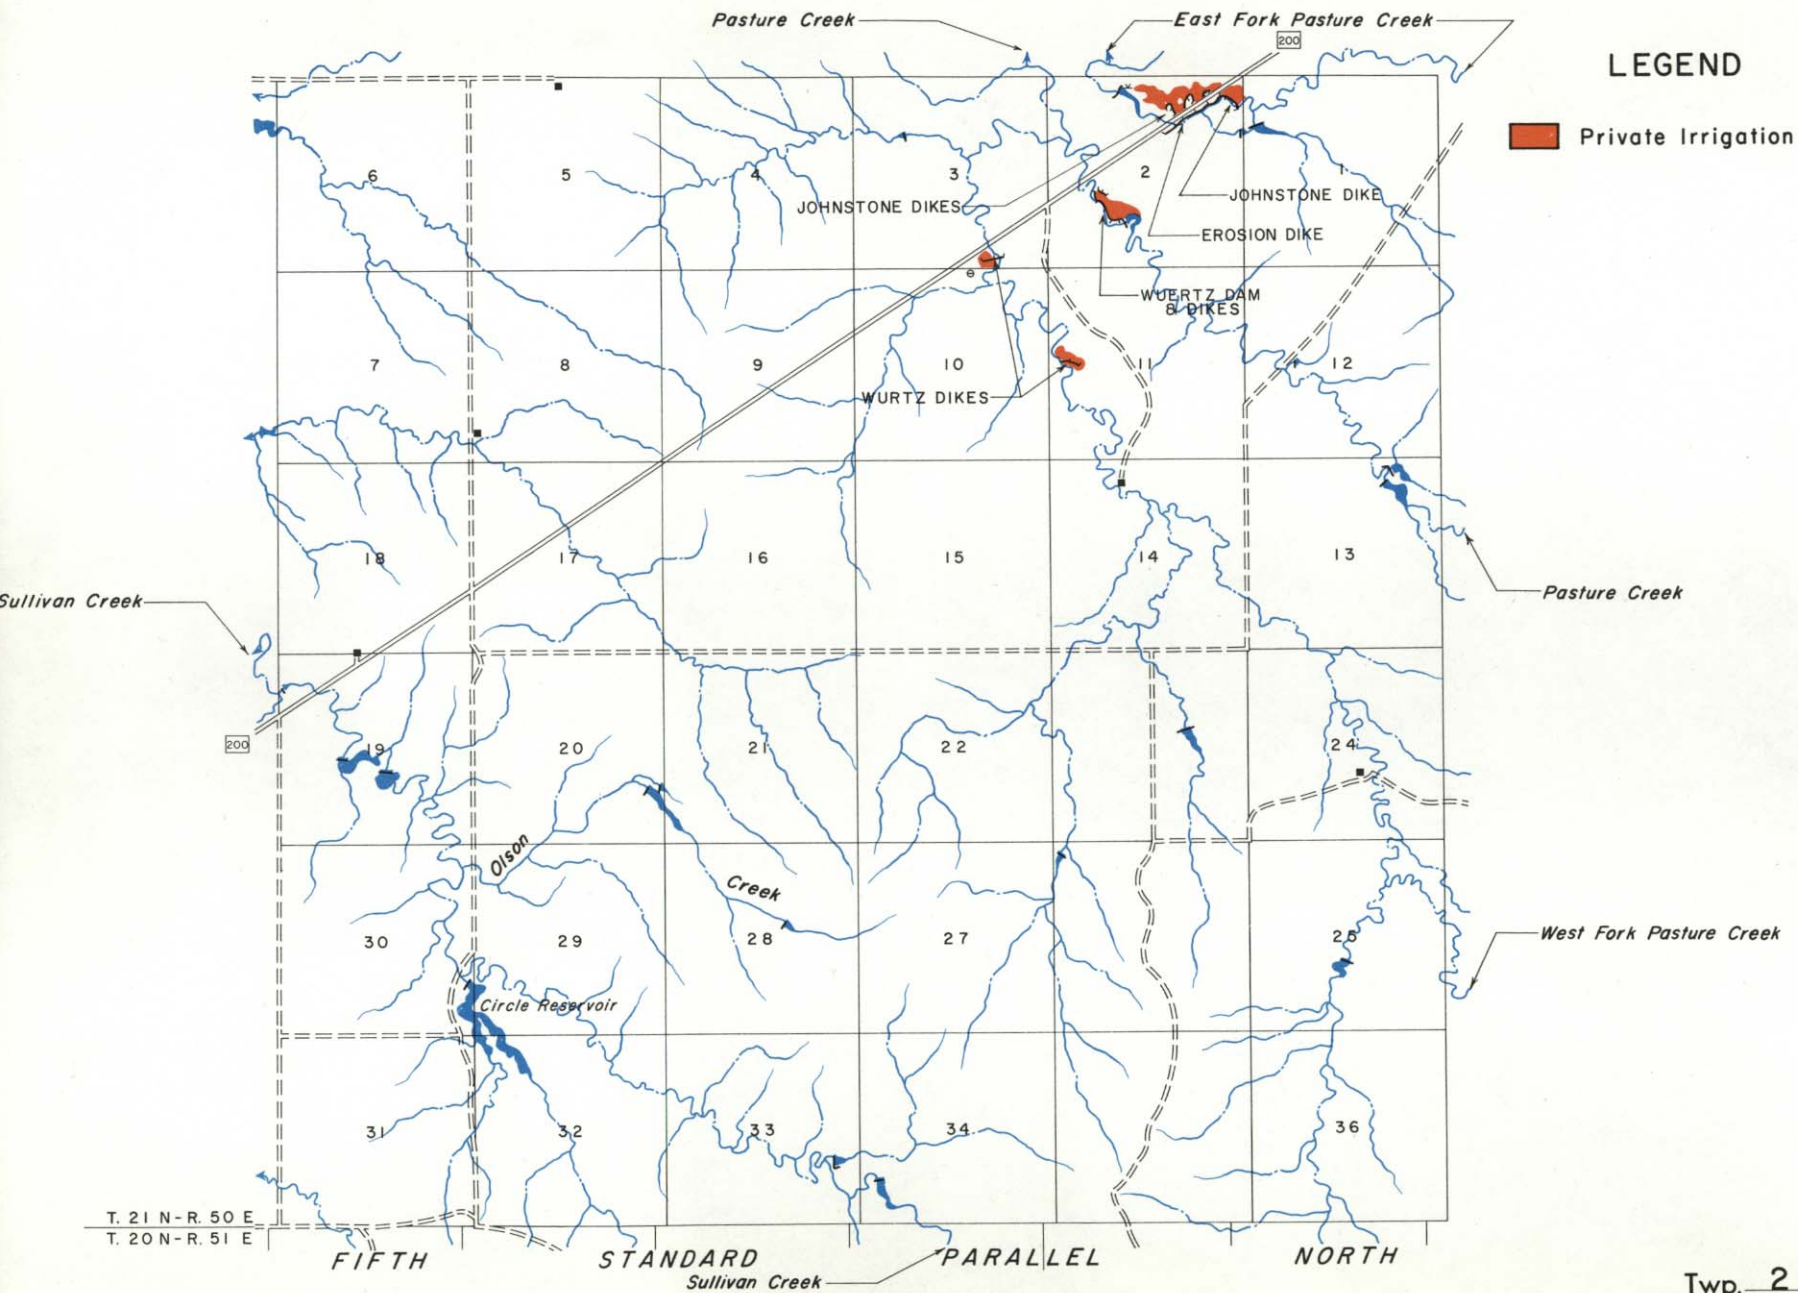 Pasture Creek
East Fork Pasture Creek
200
LEGEND
Private Irrigation
6
5
4
3
2
1
JOHNSTONE DIKES
JOHNSTONE DIKE
EROSION DIKE
WUERTZ DAM
& DIKES
7
8
9
10
11
12
WURTZ DIKES
18
17
16
15
14
13
Sullivan Creek
Pasture Creek
200
19
20
21
22
24
Olson
Creek
30
29
28
27
25
West Fork Pasture Creek
Circle Reservoir
31
32
33
34
36
T. 21 N-R. 50 E
T. 20 N-R. 51 E
FIFTH STANDARD PARALLEL NORTH
Sullivan Creek
Twp. 2